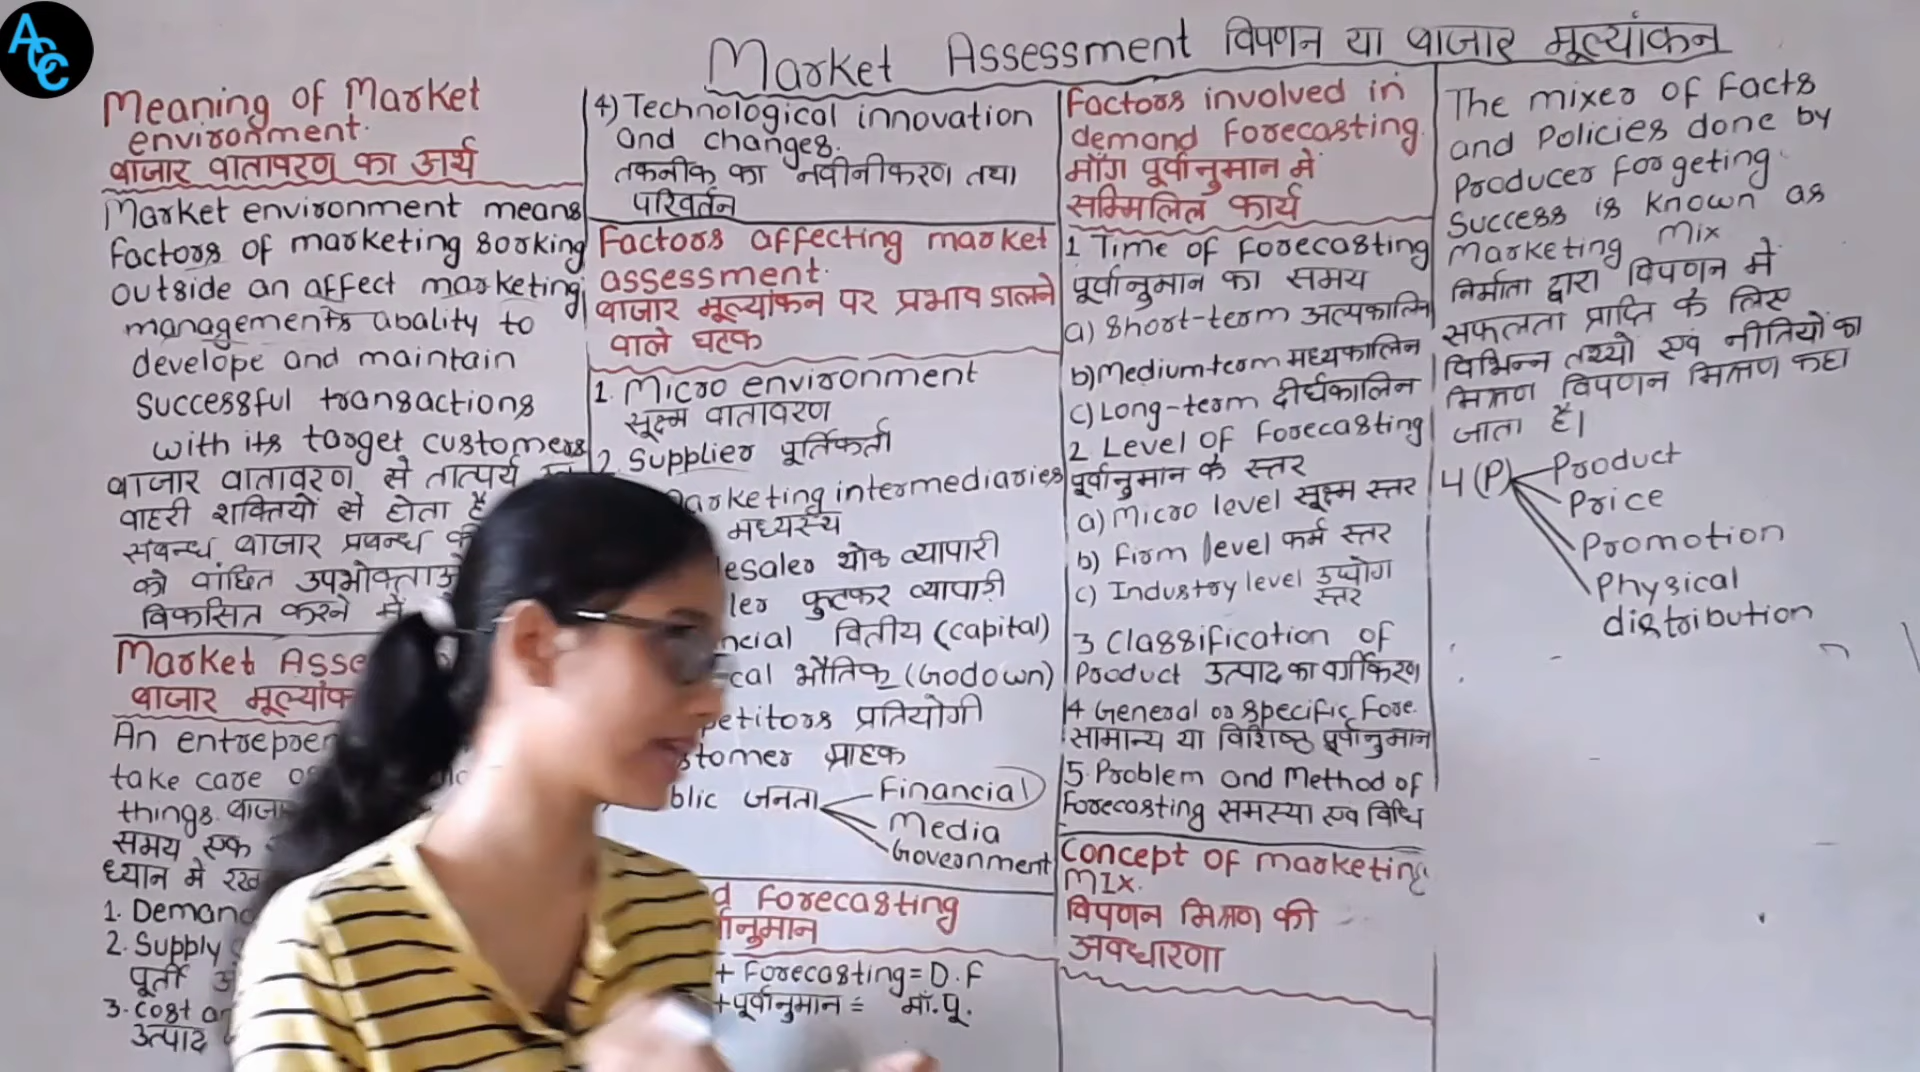 ACC
Market Assessment विपणन या बाजार मूल्यांकन
Meaning of Market
environment.
बाजार वातावरण का अर्थ
Market environment means
factors of marketing sorking
outside an affect marketing
managements abality to
develope and maintain
successful transactions
with its target customers
बाजार वातावरण से तात्पर्य
बाहरी शक्तियों से होता है
संबन्ध बाजार प्रबन्ध
को वांछित
विकसित करने में
Market
बाजार
An
take care
things.
समय एक
ध्यान मे
1.
2. Supply
पूर्ती
3. cost
उत्पाद
4) Technological innovation
and changes.
तकनीक का नवीनीकरण तथा
परिवर्तन
Factors affecting market
assessment.
बाजार मूल्यांकन पर प्रभाव डालने
वाले घटक
1. Micro environment
सूक्ष्म वातावरण
2. Supplier पूर्तिकर्ता
intermediaries
मध्यस्थ
थोक व्यापारी
फुटकर व्यापारी
वितीय (capital)
भौतिक (Godown)
प्रतियोगी
ग्राहक
जनता Financial
Media
Government
forecasting
+ Forecasting = D.F
+ पूर्वानुमान = माँ.पू.
Factors involved in
demand forecasting.
माँग पूर्वानुमान में
सम्मिलित कार्य
1 Time of forecasting
पूर्वानुमान का समय
a) Short-term अल्पकालिन
b) Medium-term मध्यकालिन
c) Long-term दीर्घकालिन
2 Level of forecasting
पूर्वानुमान के स्तर
a) Micro level सूक्ष्म स्तर
b) firm level फर्म स्तर
c) Industry level उद्योग
स्तर
3 Classification of
Product उत्पाद का वर्गीकरण
4 General or specific fore.
सामान्य या विशिष्ट पूर्वानुमान
5. Problem and Method of
forecasting समस्या एवं विधि
Concept of marketing
MIX.
विपणन मिश्रण की
अवधारणा
The mixer of facts
and Policies done by
Producer for geting
Success is known as
Marketing Mix
निर्माता द्वारा विपणन में
सफलता प्राप्ति के लिए
विभिन्न तथ्यो एवं नीतियों का
मिश्रण विपणन मिश्रण कहा
जाता है।
4 (P) Product
Price
Promotion
Physical
distribution